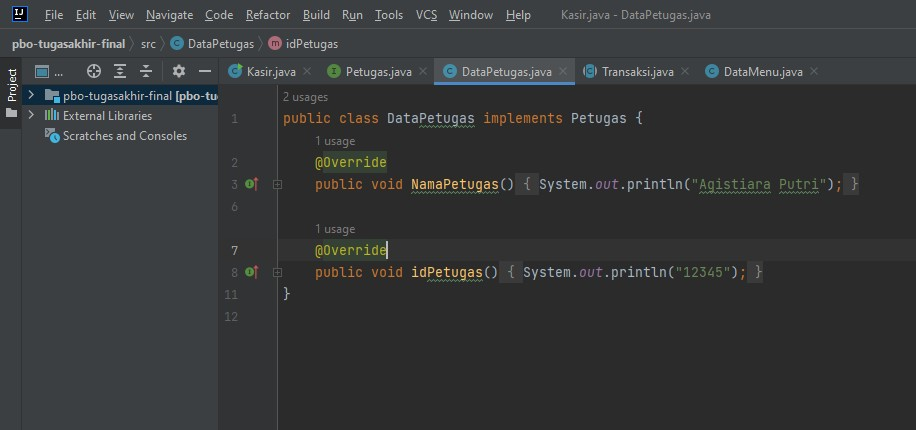 IJ File Edit View Navigate Code Refactor Build Run Tools VCS Window Help Kasir.java - DataPetugas.java
pbo-tugasakhir-final src C DataPetugas m idPetugas
Project
...
C Kasir.java I Petugas.java C DataPetugas.java C Transaksi.java C DataMenu.java
pbo-tugasakhir-final [pbo-tu
External Libraries
Scratches and Consoles
2 usages
1 public class DataPetugas implements Petugas {
1 usage
2 @Override
3 public void NamaPetugas() { System.out.println("Agistiara Putri"); }
6
1 usage
7 @Override
8 public void idPetugas() { System.out.println("12345"); }
11 }
12